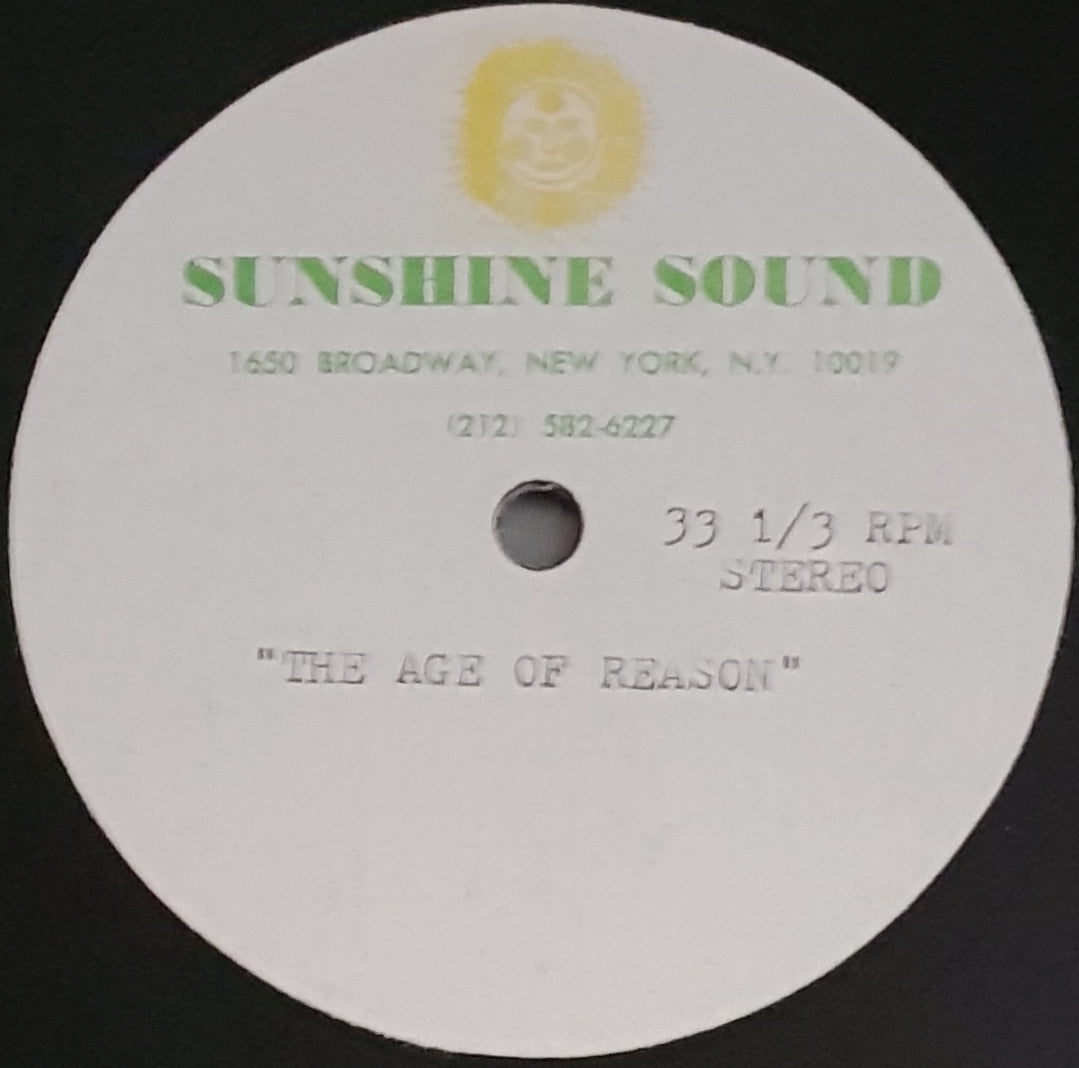 SUNSHINE SOUND
1650 BROADWAY, NEW YORK, N.Y. 10019
(212) 582-6227
33 1/3 RPM
STEREO
"THE AGE OF REASON"